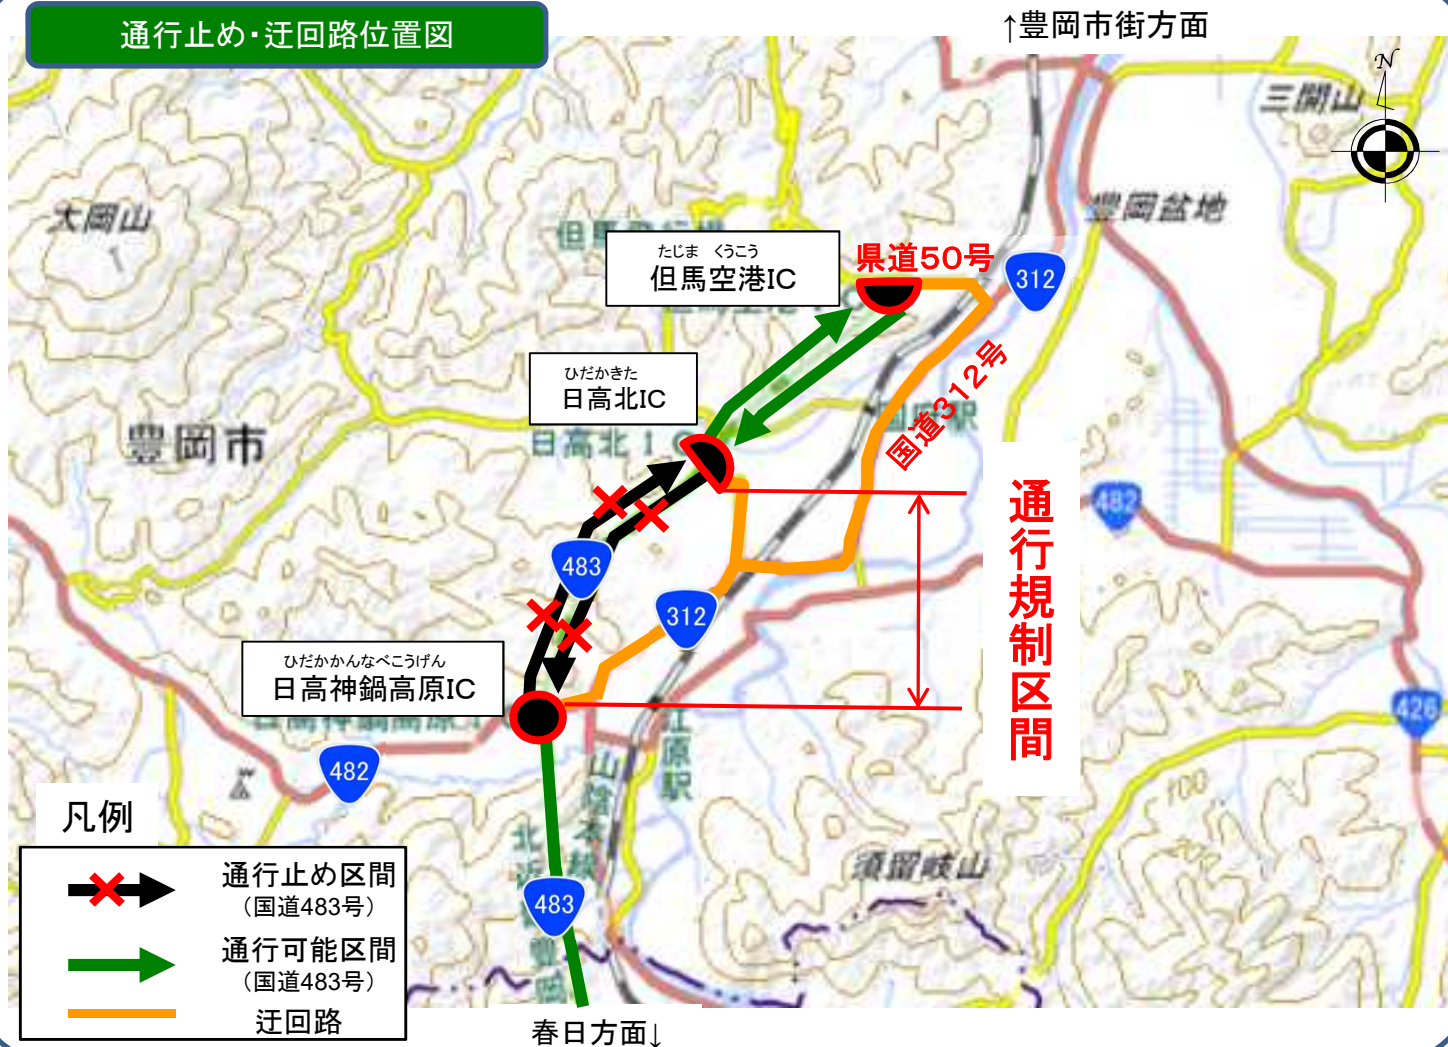 通行止め・迂回路位置図
↑豊岡市街方面
N
三開山
大岡山
豊岡盆地
たじま くうこう
但馬空港IC
県道50号
312
ひだかきた
日高北IC
国道312号
日高北I C
豊岡市
通行規制区間
482
483
312
ひだかかんなべこうげん
日高神鍋高原IC
426
482
江原駅
山陰本線
凡例
通行止め区間
(国道483号)
通行可能区間
(国道483号)
迂回路
須留岐山
483
春日方面↓